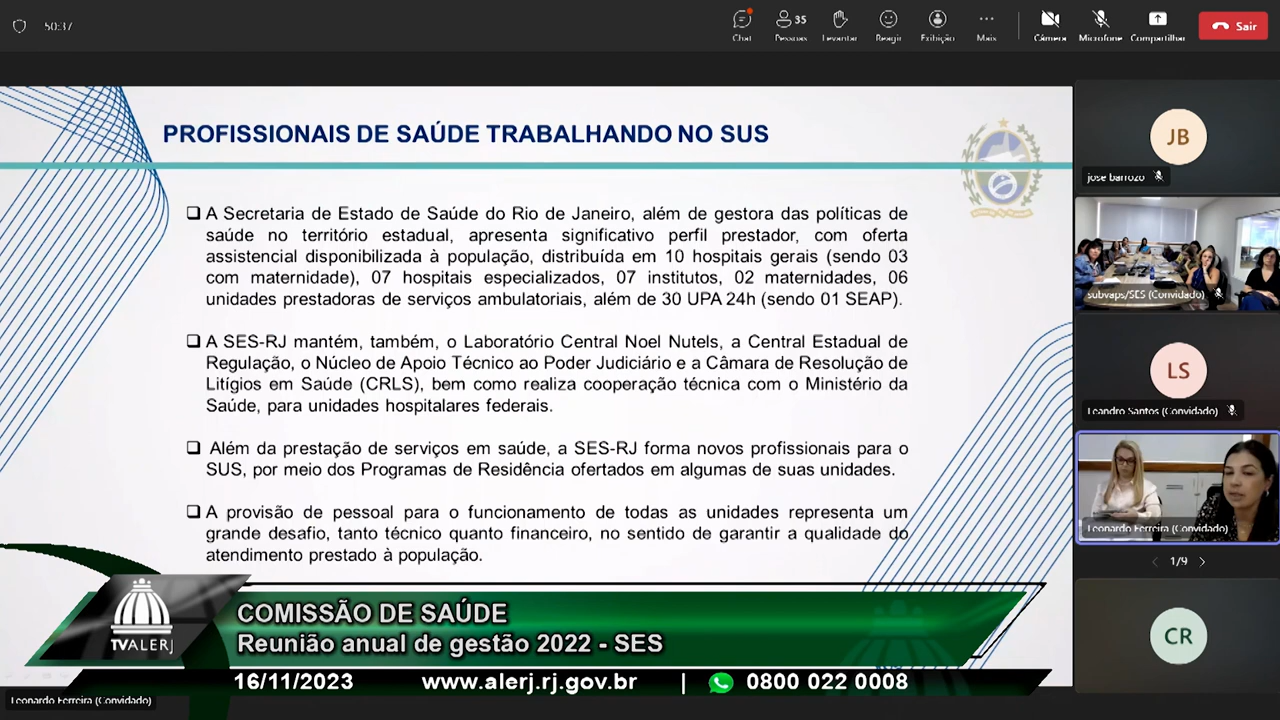 50:37
Chat
35
Pessoas
Levantar
Reagir
Exibição
Mais
Câmera
Microfone
Compartilhar
Sair
PROFISSIONAIS DE SAÚDE TRABALHANDO NO SUS
A Secretaria de Estado de Saúde do Rio de Janeiro, além de gestora das políticas de
saúde no território estadual, apresenta significativo perfil prestador, com oferta
assistencial disponibilizada à população, distribuída em 10 hospitais gerais (sendo 03
com maternidade), 07 hospitais especializados, 07 institutos, 02 maternidades, 06
unidades prestadoras de serviços ambulatoriais, além de 30 UPA 24h (sendo 01 SEAP).
A SES-RJ mantém, também, o Laboratório Central Noel Nutels, a Central Estadual de
Regulação, o Núcleo de Apoio Técnico ao Poder Judiciário e a Câmara de Resolução de
Litígios em Saúde (CRLS), bem como realiza cooperação técnica com o Ministério da
Saúde, para unidades hospitalares federais.
Além da prestação de serviços em saúde, a SES-RJ forma novos profissionais para o
SUS, por meio dos Programas de Residência ofertados em algumas de suas unidades.
A provisão de pessoal para o funcionamento de todas as unidades representa um
grande desafio, tanto técnico quanto financeiro, no sentido de garantir a qualidade do
atendimento prestado à população.
JB
jose barrozo
subvaps/SES (Convidado)
LS
Leandro Santos (Convidado)
Leonardo Ferreira (Convidado)
1/9
CR
TVALERJ
COMISSÃO DE SAÚDE
Reunião anual de gestão 2022 - SES
16/11/2023 www.alerj.rj.gov.br | 0800 022 0008
Leonardo Ferreira (Convidado)